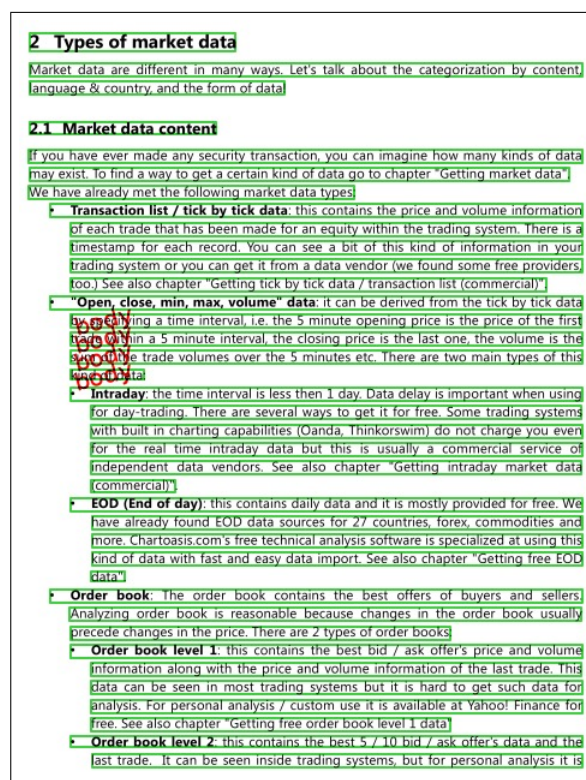 2 Types of market data
Market data are different in many ways. Let's talk about the categorization by content,
language & country, and the form of data!
2.1 Market data content
If you have ever made any security transaction, you can imagine how many kinds of data
may exist. To find a way to get a certain kind of data go to chapter "Getting market data".
We have already met the following market data types:
• Transaction list / tick by tick data: this contains the price and volume information
of each trade that has been made for an equity within the trading system. There is a
timestamp for each record. You can see a bit of this kind of information in your
trading system or you can get it from a data vendor (we found some free providers,
too.) See also chapter "Getting tick by tick data / transaction list (commercial)".
• "Open, close, min, max, volume" data: it can be derived from the tick by tick data
by specifying a time interval, i.e. the 5 minute opening price is the price of the first
trade within a 5 minute interval, the closing price is the last one, the volume is the
sum of the trade volumes over the 5 minutes etc. There are two main types of this
kind of data:
body
body
body
body
• Intraday: the time interval is less then 1 day. Data delay is important when using
for day-trading. There are several ways to get it for free. Some trading systems
with built in charting capabilities (Oanda, Thinkorswim) do not charge you even
for the real time intraday data but this is usually a commercial service of
independent data vendors. See also chapter "Getting intraday market data
(commercial)".
• EOD (End of day): this contains daily data and it is mostly provided for free. We
have already found EOD data sources for 27 countries, forex, commodities and
more. Chartoasis.com's free technical analysis software is specialized at using this
kind of data with fast and easy data import. See also chapter "Getting free EOD
data".
• Order book: The order book contains the best offers of buyers and sellers.
Analyzing order book is reasonable because changes in the order book usually
precede changes in the price. There are 2 types of order books:
• Order book level 1: this contains the best bid / ask offer's price and volume
information along with the price and volume information of the last trade. This
data can be seen in most trading systems but it is hard to get such data for
analysis. For personal analysis / custom use it is available at Yahoo! Finance for
free. See also chapter "Getting free order book level 1 data"
• Order book level 2: this contains the best 5 / 10 bid / ask offer's data and the
last trade. It can be seen inside trading systems, but for personal analysis it is